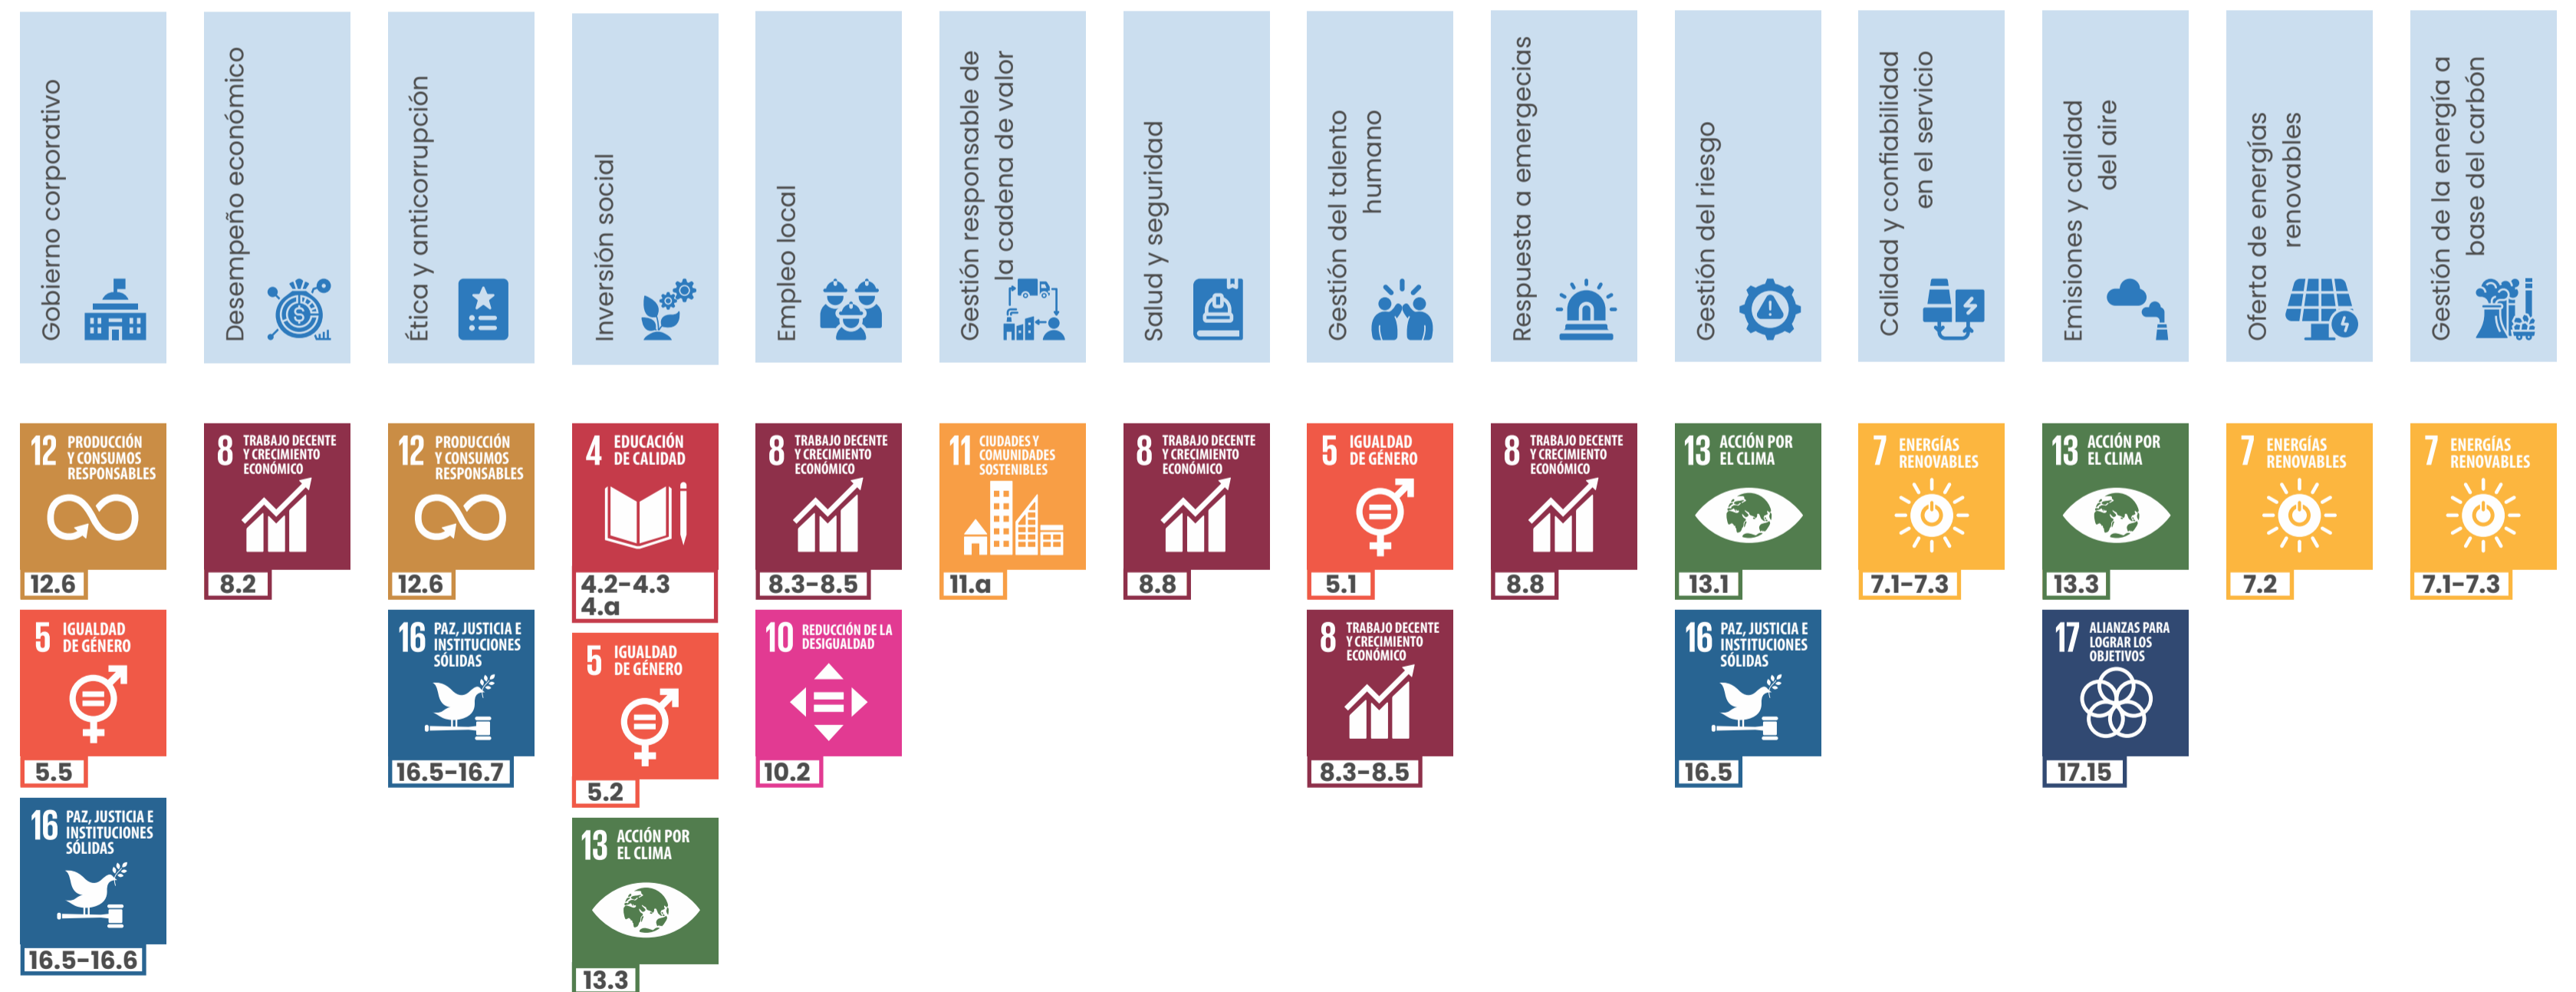 Gobierno corporativo
Desempeño económico
Ética y anticorrupción
Inversión social
Empleo local
Gestión responsable de
la cadena de valor
Salud y seguridad
Gestión del talento
humano
Respuesta a emergecias
Gestión del riesgo
Calidad y confiabilidad
en el servicio
Emisiones y calidad
del aire
Oferta de energías
renovables
Gestión de la energía a
base del carbón
12 PRODUCCIÓN
Y CONSUMOS
RESPONSABLES
12.6
5 IGUALDAD
DE GÉNERO
5.5
16 PAZ, JUSTICIA E
INSTITUCIONES
SÓLIDAS
16.5-16.6
8 TRABAJO DECENTE
Y CRECIMIENTO
ECONÓMICO
8.2
12 PRODUCCIÓN
Y CONSUMOS
RESPONSABLES
12.6
16 PAZ, JUSTICIA E
INSTITUCIONES
SÓLIDAS
16.5-16.7
4 EDUCACIÓN
DE CALIDAD
4.2-4.3
4.a
5 IGUALDAD
DE GÉNERO
5.2
13 ACCIÓN POR
EL CLIMA
13.3
8 TRABAJO DECENTE
Y CRECIMIENTO
ECONÓMICO
8.3-8.5
10 REDUCCIÓN DE LA
DESIGUALDAD
10.2
11 CIUDADES Y
COMUNIDADES
SOSTENIBLES
11.a
8 TRABAJO DECENTE
Y CRECIMIENTO
ECONÓMICO
8.8
5 IGUALDAD
DE GÉNERO
5.1
8 TRABAJO DECENTE
Y CRECIMIENTO
ECONÓMICO
8.3-8.5
8 TRABAJO DECENTE
Y CRECIMIENTO
ECONÓMICO
8.8
13 ACCIÓN POR
EL CLIMA
13.1
16 PAZ, JUSTICIA E
INSTITUCIONES
SÓLIDAS
16.5
7 ENERGÍAS
RENOVABLES
7.1-7.3
13 ACCIÓN POR
EL CLIMA
13.3
17 ALIANZAS PARA
LOGRAR LOS
OBJETIVOS
17.15
7 ENERGÍAS
RENOVABLES
7.2
7 ENERGÍAS
RENOVABLES
7.1-7.3